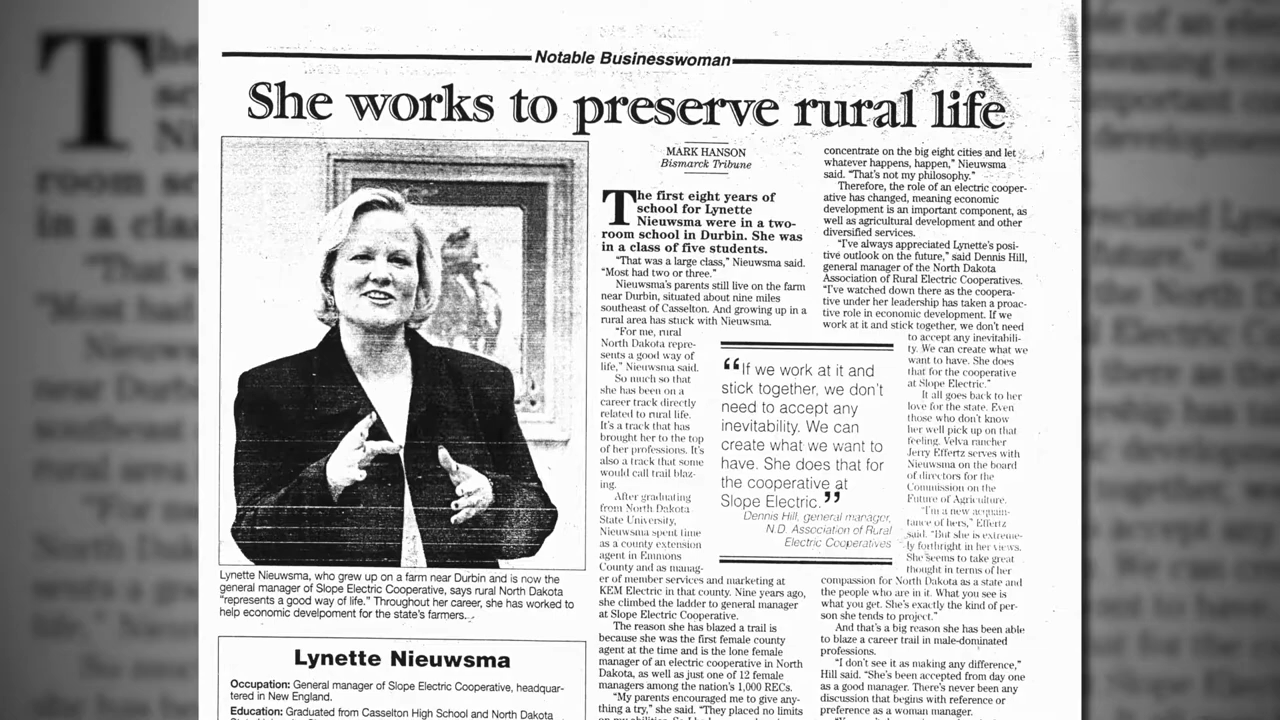 Notable Businesswoman
She works to preserve rural life
MARK HANSON
Bismarck Tribune
The first eight years of
school for Lynette
Nieuwsma were in a two-
room school in Durbin. She was
in a class of five students.
"That was a large class," Nieuwsma said.
"Most had two or three."
Nieuwsma's parents still live on the farm
near Durbin, situated about nine miles
southeast of Casselton. And growing up in a
rural area has stuck with Nieuwsma.
"For me, rural
North Dakota repre-
sents a good way of
life," Nieuwsma said.
So much so that
she has been on a
career track directly
related to rural life.
It's a track that has
brought her to the top
of her professions. It's
also a track that some
would call trail blaz-
ing.
After graduating
from North Dakota
State University,
Nieuwsma spent time
as a county extension
agent in Emmons
County and as manag-
er of member services and marketing at
KEM Electric in that county. Nine years ago,
she climbed the ladder to general manager
at Slope Electric Cooperative.
The reason she has blazed a trail is
because she was the first female county
agent at the time and is the lone female
manager of an electric cooperative in North
Dakota, as well as just one of 12 female
managers among the nation's 1,000 RECs.
"My parents encouraged me to give any-
thing a try," she said. "They placed no limits
concentrate on the big eight cities and let
whatever happens, happen," Nieuwsma
said. "That's not my philosophy."
Therefore, the role of an electric cooper-
ative has changed, meaning economic
development is an important component, as
well as agricultural development and other
diversified services.
"I've always appreciated Lynette's posi-
tive outlook on the future," said Dennis Hill,
general manager of the North Dakota
Association of Rural Electric Cooperatives.
"I've watched down there as the coopera-
tive under her leadership has taken a proac-
tive role in economic development. If we
work at it and stick together, we don't need
to accept any inevitabili-
ty. We can create what we
want to have. She does
that for the cooperative
at Slope Electric."
It all goes back to her
love for the state. Even
those who don't know
her well pick up on that
feeling. Velva rancher
Jerry Effertz serves with
Nieuwsma on the board
of directors for the
Commission on the
Future of Agriculture.
"I'm a new acquain-
tance of hers," Effertz
said. "But she is extreme-
ly forthright in her views.
She seems to take great
thought in terms of her
compassion for North Dakota as a state and
the people who are in it. What you see is
what you get. She's exactly the kind of per-
son she tends to project."
And that's a big reason she has been able
to blaze a career trail in male-dominated
professions.
"I don't see it as making any difference,"
Hill said. "She's been accepted from day one
as a good manager. There's never been any
discussion that begins with reference or
preference as a woman manager.
"If we work at it and
stick together, we don't
need to accept any
inevitability. We can
create what we want to
have. She does that for
the cooperative at
Slope Electric."
Dennis Hill, general manager,
N.D. Association of Rural
Electric Cooperatives
Lynette Nieuwsma, who grew up on a farm near Durbin and is now the
general manager of Slope Electric Cooperative, says rural North Dakota
"represents a good way of life." Throughout her career, she has worked to
help economic develpoment for the state's farmers.
Lynette Nieuwsma
Occupation: General manager of Slope Electric Cooperative, headquar-
tered in New England.
Education: Graduated from Casselton High School and North Dakota